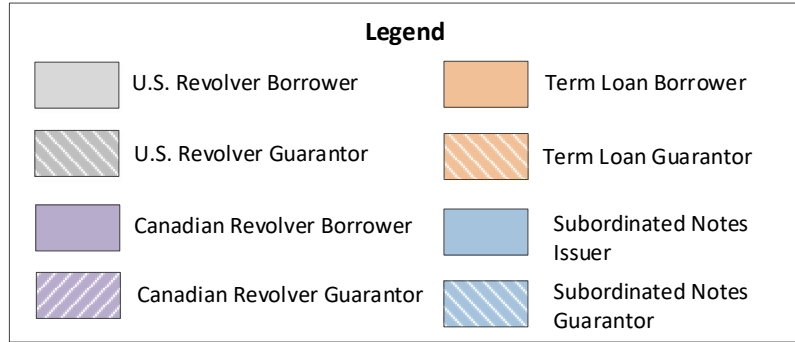 Legend
U.S. Revolver Borrower
U.S. Revolver Guarantor
Canadian Revolver Borrower
Canadian Revolver Guarantor
Term Loan Borrower
Term Loan Guarantor
Subordinated Notes
Issuer
Subordinated Notes
Guarantor